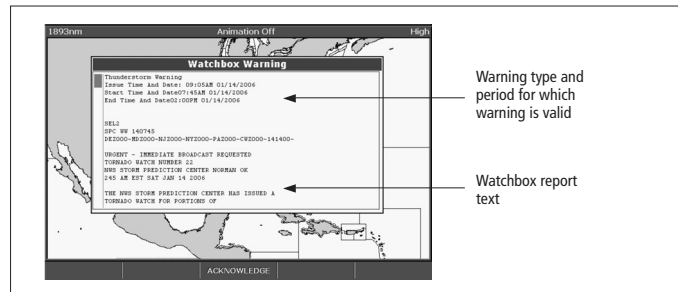 1893nm Animation Off High
Watchbox Warning
Thunderstorm Warning
Issue Time And Date: 09:05AM 01/14/2006
Start Time And Date07:45AM 01/14/2006
End Time And Date02:00PM 01/14/2006
SEL2
SPC WW 140745
DEZ000-MDZ000-NJZ000-NYZ000-PAZ000-CWZ000-141400-
URGENT - IMMEDIATE BROADCAST REQUESTED
TORNADO WATCH NUMBER 22
NWS STORM PREDICTION CENTER NORMAN OK
245 AM EST SAT JAN 14 2006
THE NWS STORM PREDICTION CENTER HAS ISSUED A
TORNADO WATCH FOR PORTIONS OF
ACKNOWLEDGE
Warning type and
period for which
warning is valid
Watchbox report
text